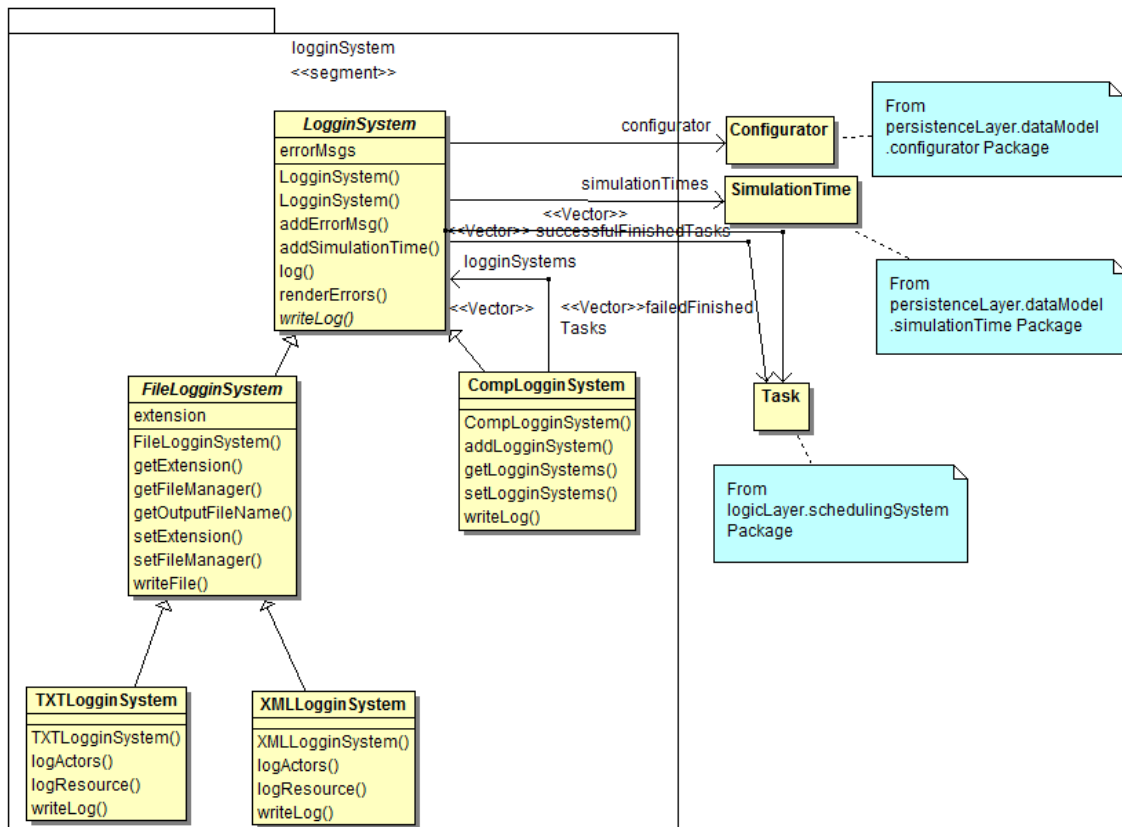 logginSystem
<<segment>>
LogginSystem
errorMsgs
LogginSystem()
LogginSystem()
addErrorMsg()
addSimulationTime()
log()
renderErrors()
writeLog()
configurator
Configurator
From
persistenceLayer.dataModel
.configurator Package
simulationTimes
SimulationTime
<<Vector>>
<<Vector>> successfulFinishedTasks
logginSystems
<<Vector>>
<<Vector>>failedFinished
Tasks
From
persistenceLayer.dataModel
.simulationTime Package
FileLogginSystem
extension
FileLogginSystem()
getExtension()
getFileManager()
getOutputFileName()
setExtension()
setFileManager()
writeFile()
CompLogginSystem
CompLogginSystem()
addLogginSystem()
getLogginSystems()
setLogginSystems()
writeLog()
Task
From
logicLayer.schedulingSystem
Package
TXTLogginSystem
TXTLogginSystem()
logActors()
logResource()
writeLog()
XMLLogginSystem
XMLLogginSystem()
logActors()
logResource()
writeLog()